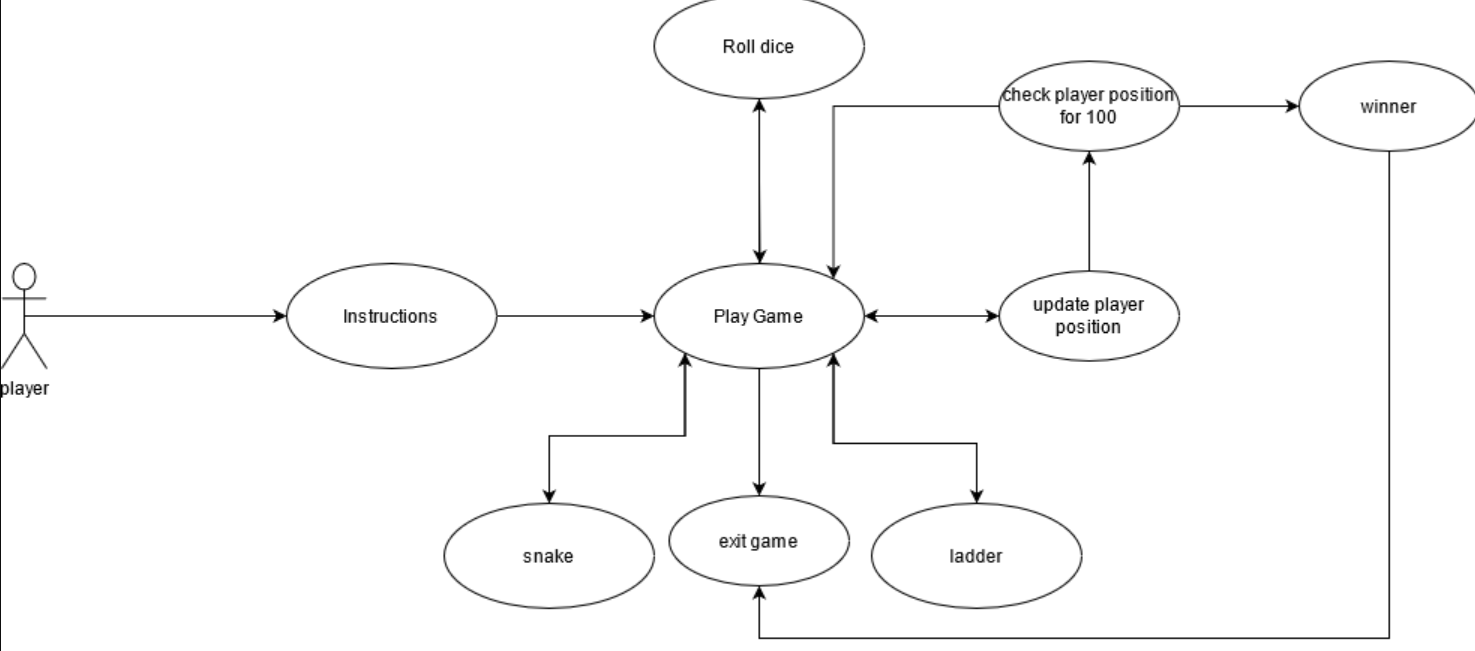 Roll dice
check player position
for 100
winner
player
Instructions
Play Game
update player
position
snake
exit game
ladder